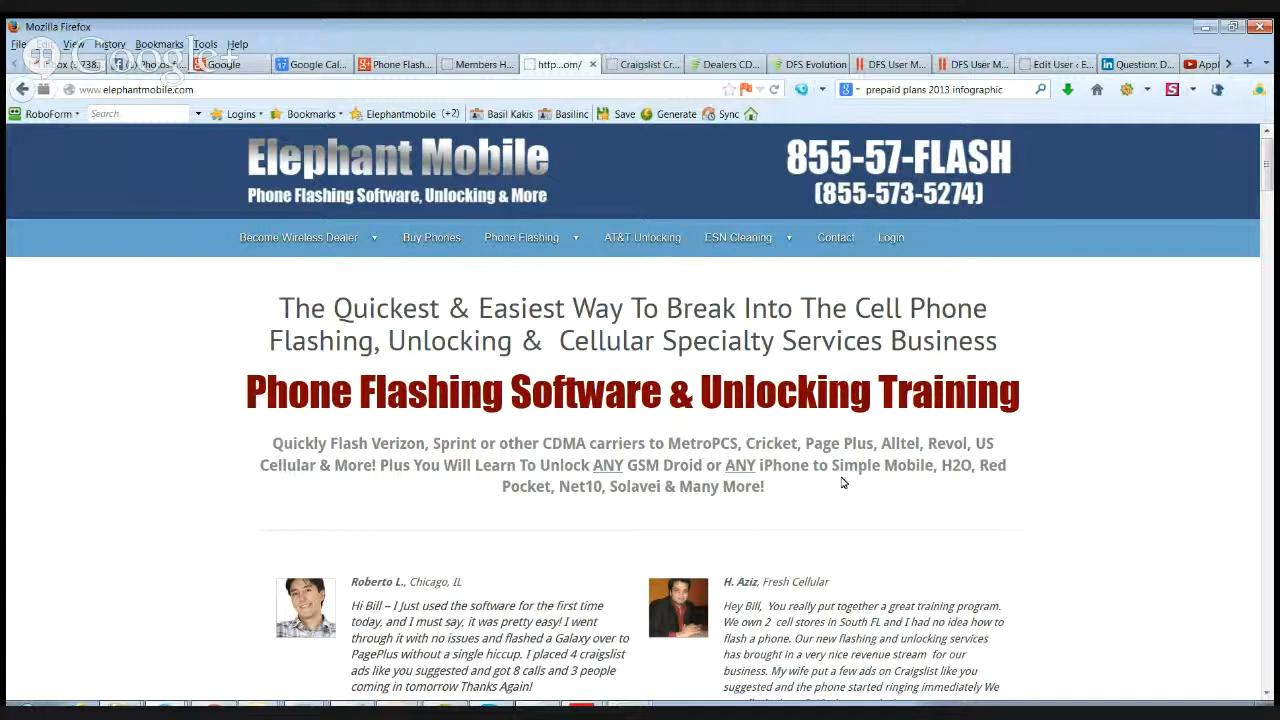 Mozilla Firefox
File Edit View History Bookmarks Tools Help
Google+
Google Google Cal... Phone Flash... Members H... http...om/ Craigslist Cr... Dealers CD... DFS Evolution DFS User M... DFS User M... Edit User ‹ E... Question: D...
www.elephantmobile.com prepaid plans 2013 infographic
RoboForm Search Logins Bookmarks Elephantmobile (+2) Basil Kakis Basilinc Save Generate Sync
Elephant Mobile
Phone Flashing Software, Unlocking & More
855-57-FLASH
(855-573-5274)
Become Wireless Dealer Buy Phones Phone Flashing AT&T Unlocking ESN Cleaning Contact Login
The Quickest & Easiest Way To Break Into The Cell Phone
Flashing, Unlocking & Cellular Specialty Services Business
Phone Flashing Software & Unlocking Training
Quickly Flash Verizon, Sprint or other CDMA carriers to MetroPCS, Cricket, Page Plus, Alltel, Revol, US
Cellular & More! Plus You Will Learn To Unlock ANY GSM Droid or ANY iPhone to Simple Mobile, H2O, Red
Pocket, Net10, Solavei & Many More!
Roberto L., Chicago, IL
Hi Bill – I Just used the software for the first time
today, and I must say, it was pretty easy! I went
through it with no issues and flashed a Galaxy over to
PagePlus without a single hiccup. I placed 4 craigslist
ads like you suggested and got 8 calls and 3 people
coming in tomorrow Thanks Again!
H. Aziz, Fresh Cellular
Hey Bill, You really put together a great training program.
We own 2 cell stores in South FL and I had no idea how to
flash a phone. Our new flashing and unlocking services
has brought in a very nice revenue stream for our
business. My wife put a few ads on Craigslist like you
suggested and the phone started ringing immediately We